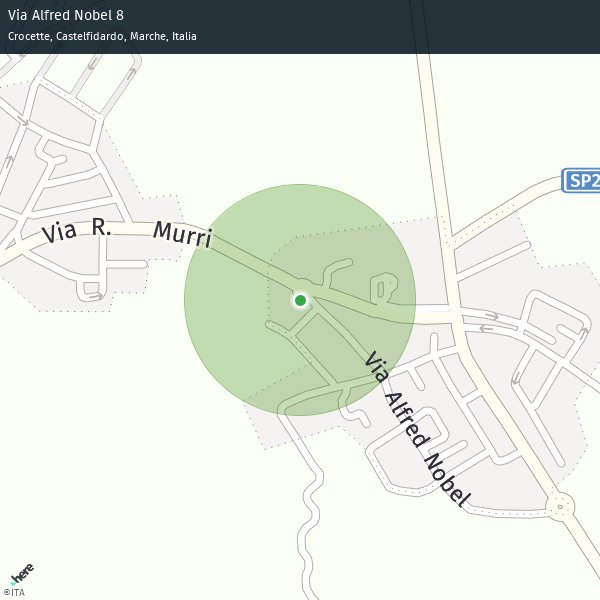 Via Alfred Nobel 8
Crocette, Castelfidardo, Marche, Italia
SP2
Via R. Murri
Via Alfred Nobel
here
©ITA